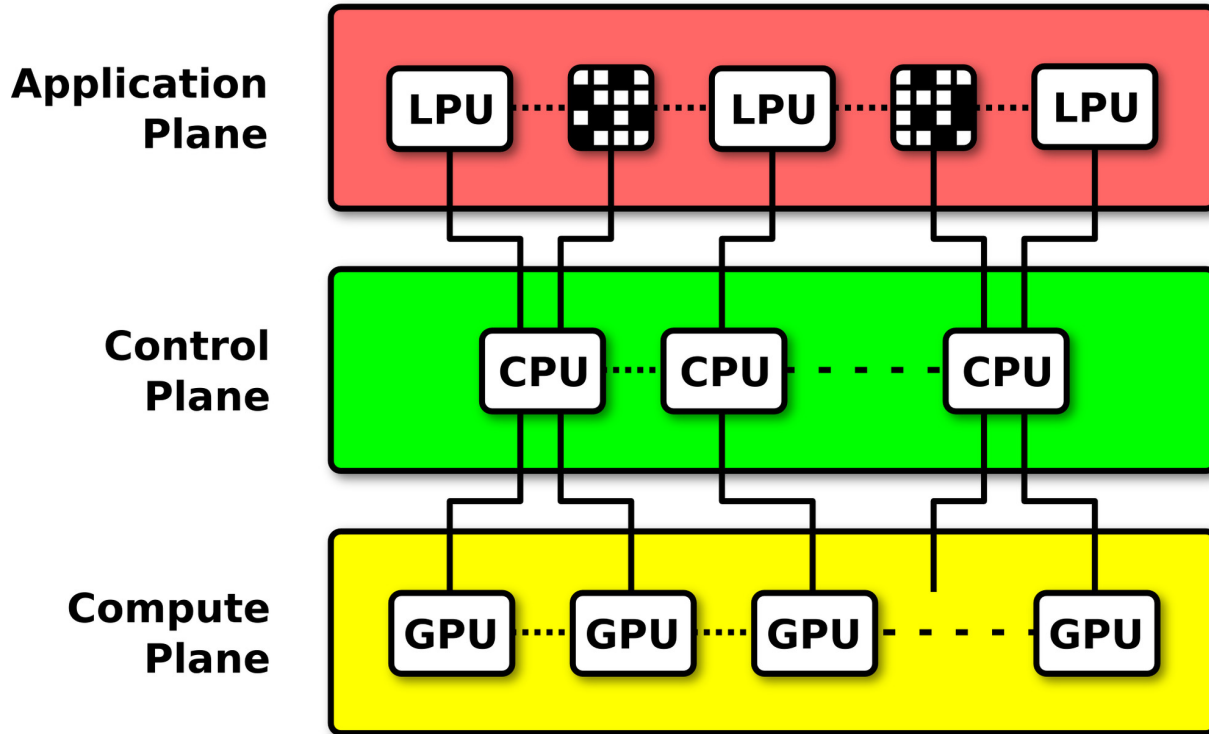 Application
Plane
LPU
LPU
LPU
Control
Plane
CPU
CPU
CPU
Compute
Plane
GPU
GPU
GPU
GPU